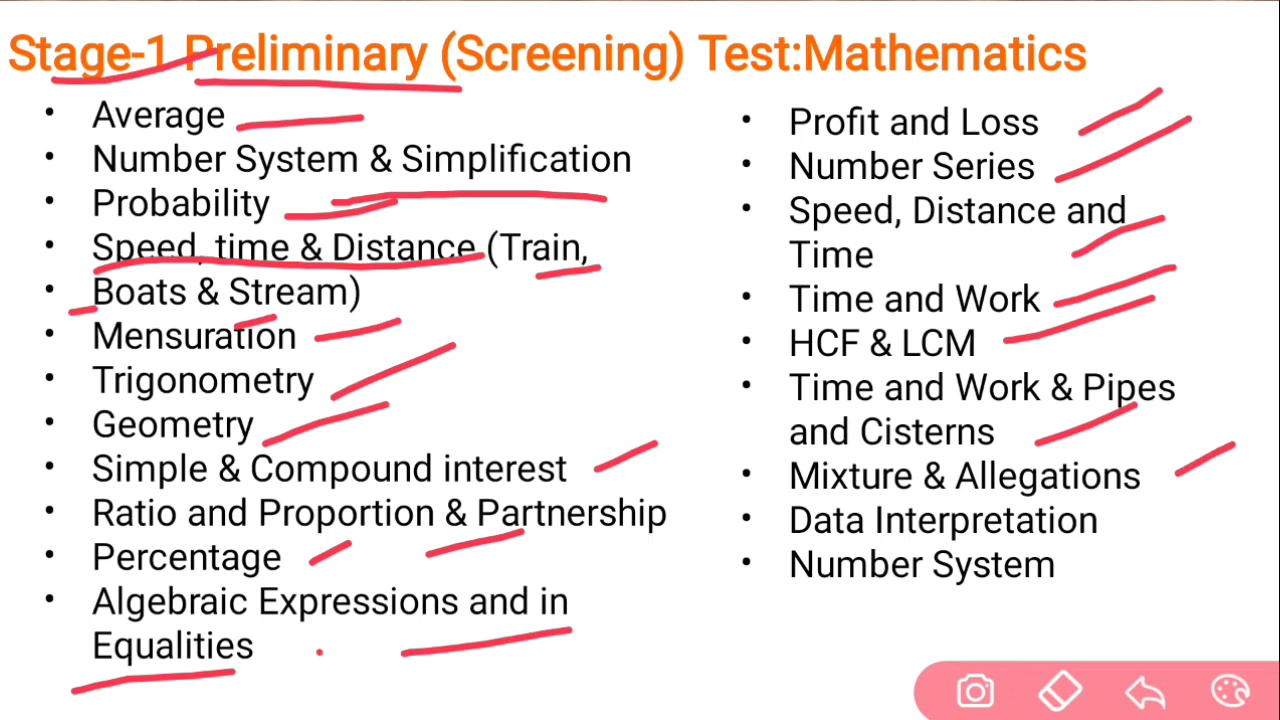 Stage-1 Preliminary (Screening) Test:Mathematics
• Average
• Number System & Simplification
• Probability
• Speed, time & Distance (Train,
• Boats & Stream)
• Mensuration
• Trigonometry
• Geometry
• Simple & Compound interest
• Ratio and Proportion & Partnership
• Percentage
• Algebraic Expressions and in
Equalities
• Profit and Loss
• Number Series
• Speed, Distance and
Time
• Time and Work
• HCF & LCM
• Time and Work & Pipes
and Cisterns
• Mixture & Allegations
• Data Interpretation
• Number System